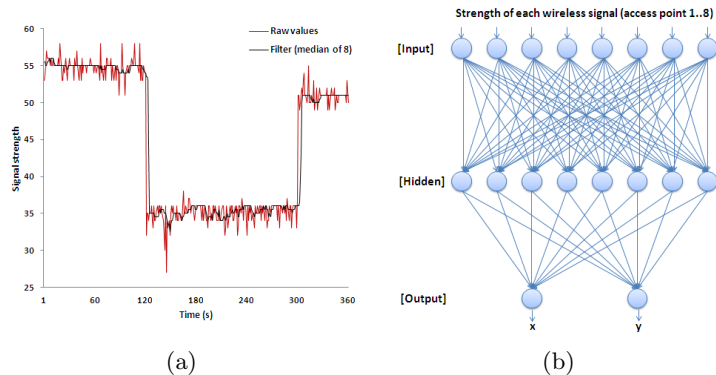 60
55
50
45
40
35
30
25
Signal strength
Raw values
Filter (median of 8)
1 60 120 180 240 300 360
Time (s)
(a)
Strength of each wireless signal (access point 1..8)
[Input]
[Hidden]
[Output]
x y
(b)